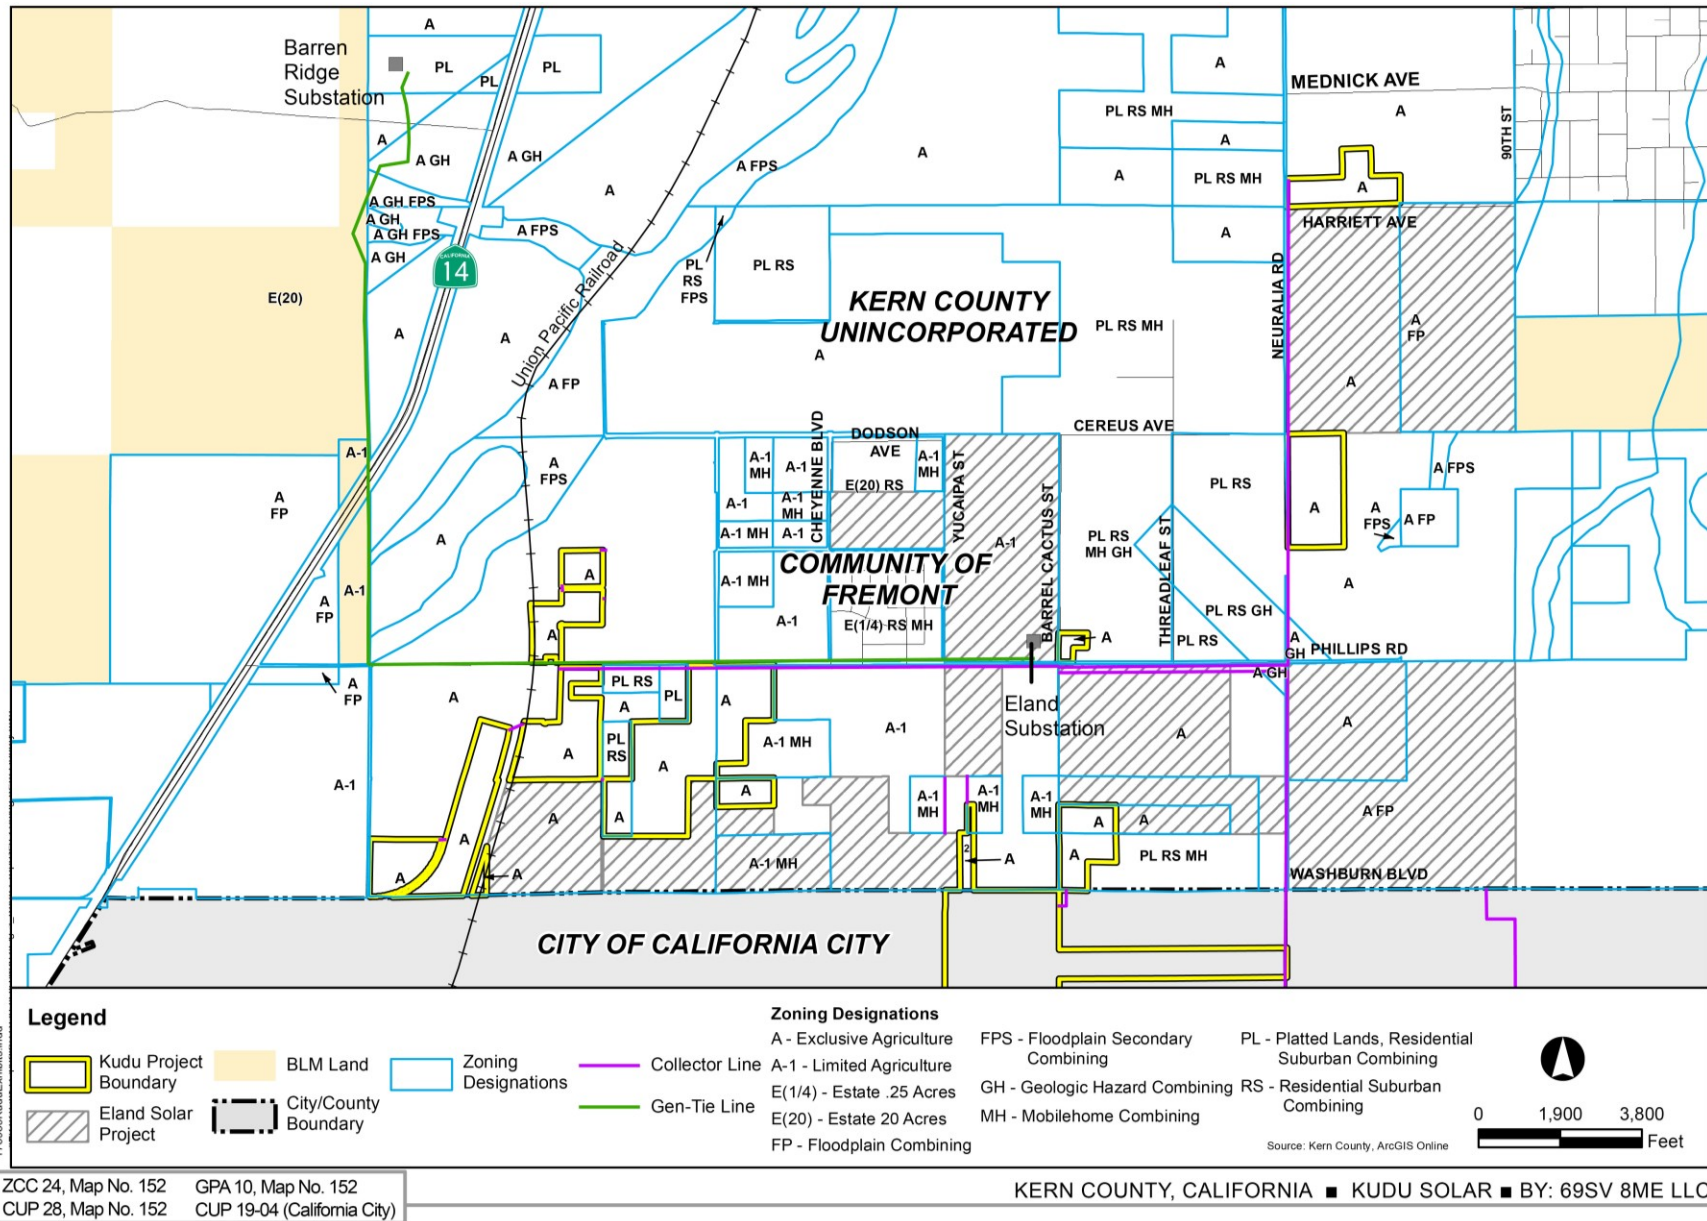 A
Barren
Ridge
Substation
PL
PL
PL
A
PL RS MH
MEDNICK AVE
A
90TH ST
A
A GH
A GH
A
A FPS
A
A
A
PL RS MH
A
A GH FPS
A GH
A GH FPS
A GH
A FPS
A
HARRIETT AVE
CALIFORNIA
14
E(20)
Union Pacific Railroad
PL
RS
FPS
PL RS
NEURALIA RD
KERN COUNTY
UNINCORPORATED
PL RS MH
A
FP
A
A
A
A FP
A
CHEYENNE BLVD
DODSON
AVE
CEREUS AVE
A-1
A
FP
A
FPS
A-1
MH
A-1
A-1
MH
E(20) RS
YUCAIPA ST
BARREL CACTUS ST
PL RS
A FPS
A-1
A-1
MH
A
A
FPS
A FP
A
A-1 MH
A-1
A-1
PL RS
MH GH
THREADLEAF ST
COMMUNITY OF
FREMONT
A
A-1
A
FP
A-1 MH
A
A-1
E(1/4) RS MH
PL RS GH
A
A
PL RS
A
GH
PHILLIPS RD
A
FP
A
PL RS
PL
A
A
A GH
Eland
Substation
A-1
A
A
PL
RS
A-1 MH
A
A
A-1
A
A-1
MH
A-1
MH
A-1
MH
A FP
A
A
A
A
A
2
A
A
PL RS MH
A
A
A-1 MH
WASHBURN BLVD
CITY OF CALIFORNIA CITY
Legend
Kudu Project
Boundary
Eland Solar
Project
BLM Land
City/County
Boundary
Zoning
Designations
Collector Line
Gen-Tie Line
Zoning Designations
A - Exclusive Agriculture
A-1 - Limited Agriculture
E(1/4) - Estate .25 Acres
E(20) - Estate 20 Acres
FP - Floodplain Combining
FPS - Floodplain Secondary
Combining
GH - Geologic Hazard Combining
MH - Mobilehome Combining
PL - Platted Lands, Residential
Suburban Combining
RS - Residential Suburban
Combining
0 1,900 3,800
Feet
Source: Kern County, ArcGIS Online
ZCC 24, Map No. 152 GPA 10, Map No. 152
CUP 28, Map No. 152 CUP 19-04 (California City)
KERN COUNTY, CALIFORNIA ■ KUDU SOLAR ■ BY: 69SV 8ME LLC